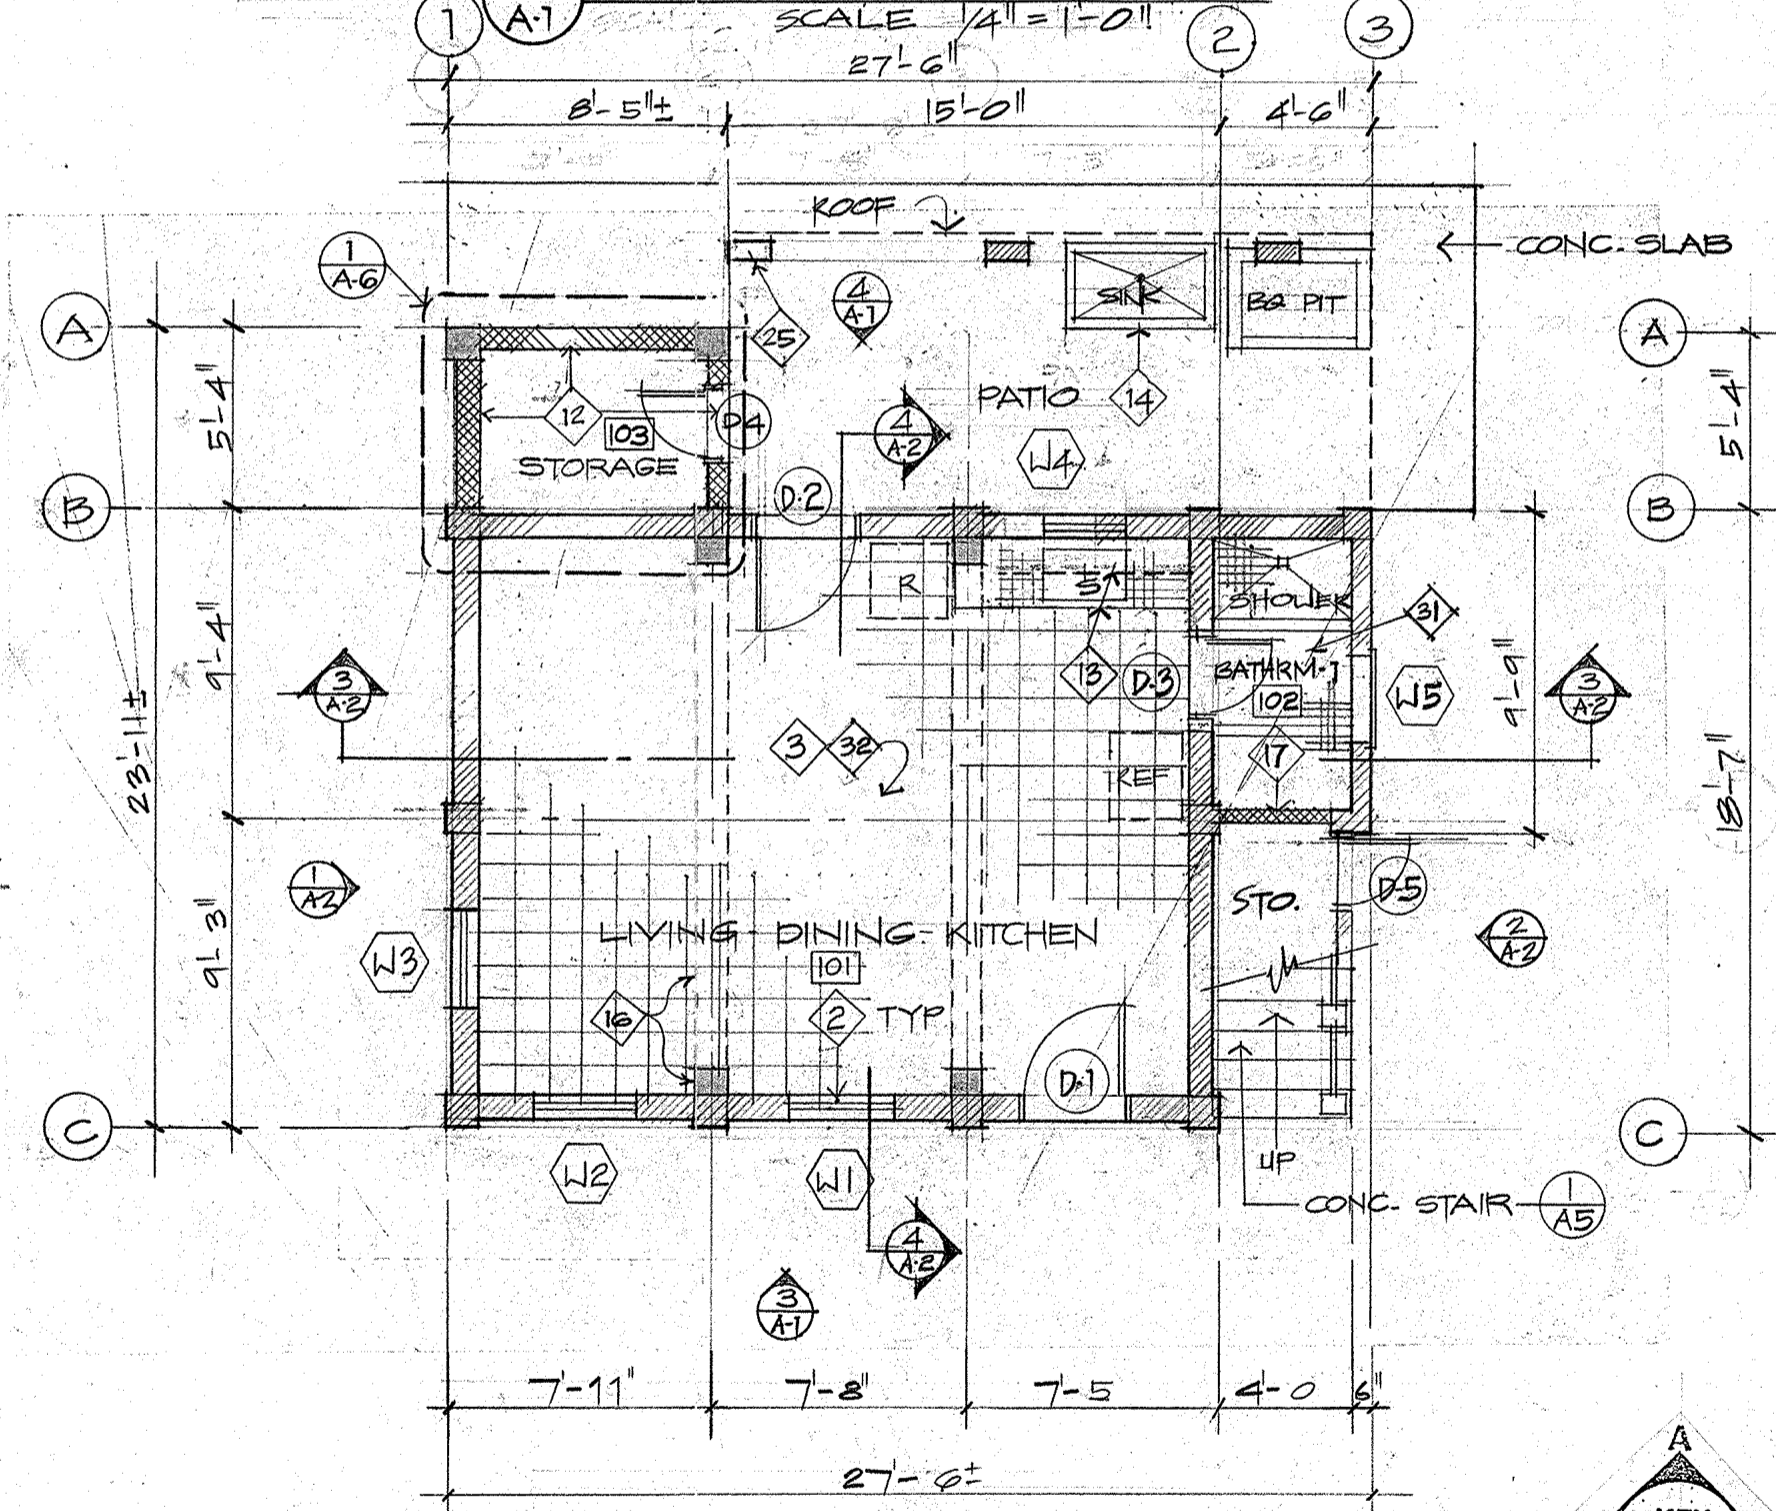 1
A-1
SCALE 1/4" = 1'-0"
2
3
27'-6"
8'-5"±
15'-0"
4'-6"
ROOF
CONC. SLAB
1
A-6
4
A-1
SINK
BQ PIT
A
25
A
5'-4"
12
103
STORAGE
D-4
4
A-2
PATIO
14
W4
5'-4"
B
D-2
B
R
S
SHOWER
31
9'-4"
3
A-2
13
D-3
BATHRM-1
102
W5
9'-9"
3
A-2
23'-11±
3
32
REF
17
18'-7"
1
A2
STO.
D-5
9'-3"
W3
LIVING - DINING - KITCHEN
101
2
A-2
16
2
TYP
D-1
C
C
W2
W1
UP
CONC. STAIR
1
A5
4
A-2
3
A-1
7'-11"
7'-8"
7'-5
4'-0
6"
27'-6±
A